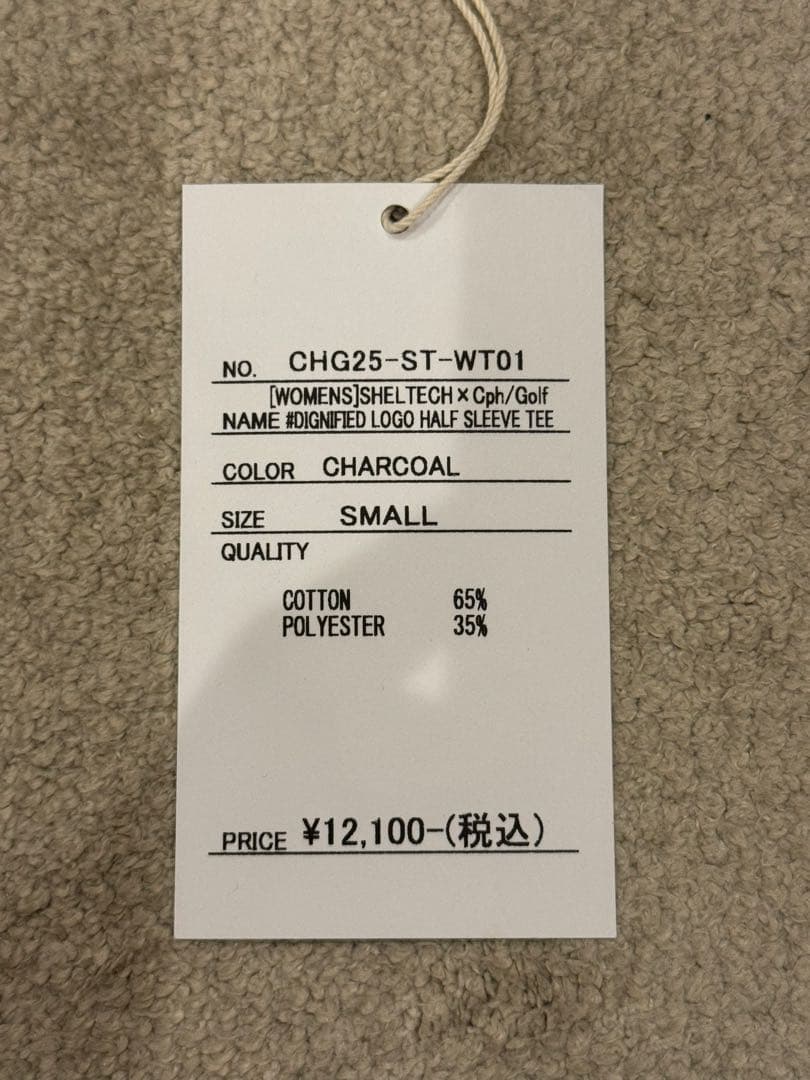 NO. CHG25-ST-WT01
[WOMENS]SHELTECH×Cph/Golf
NAME #DIGNIFIED LOGO HALF SLEEVE TEE
COLOR CHARCOAL
SIZE SMALL
QUALITY
COTTON 65%
POLYESTER 35%
PRICE ¥12,100-(税込)